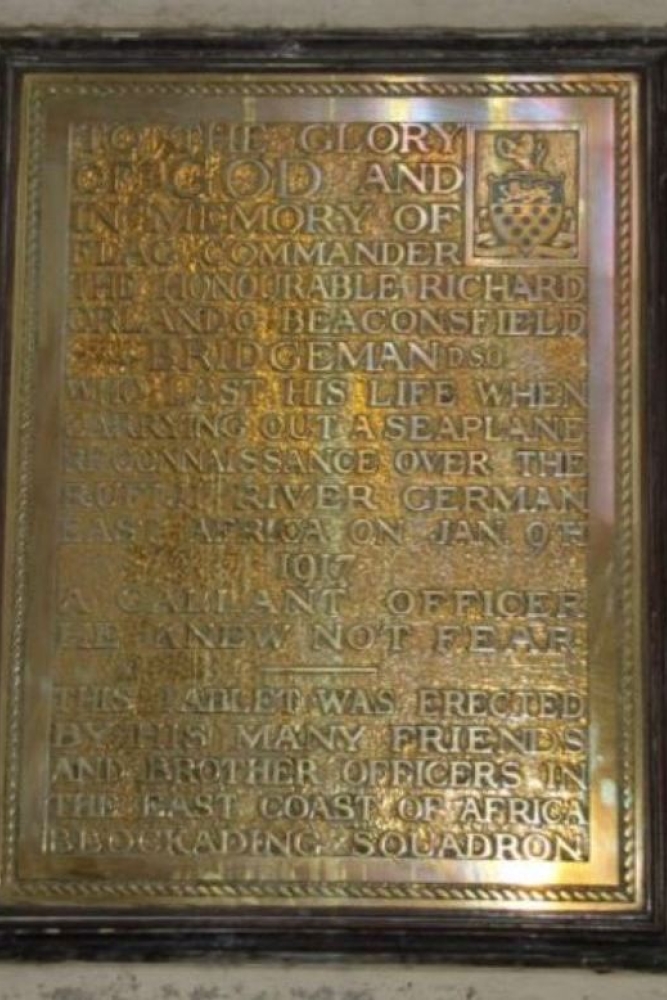 TO THE GLORY
OF GOD AND
IN MEMORY OF
FLAG COMMANDER
THE HONOURABLE RICHARD
ORLANDO BEACONSFIELD
BRIDGEMAN DSO
WHO LOST HIS LIFE WHEN
CARRYING OUT A SEAPLANE
RECONNAISSANCE OVER THE
RUFIJI RIVER GERMAN
EAST AFRICA ON JAN 9TH
1917
A GALLANT OFFICER
HE KNEW NOT FEAR
THIS TABLET WAS ERECTED
BY HIS MANY FRIENDS
AND BROTHER OFFICERS IN
THE EAST COAST OF AFRICA
BLOCKADING SQUADRON